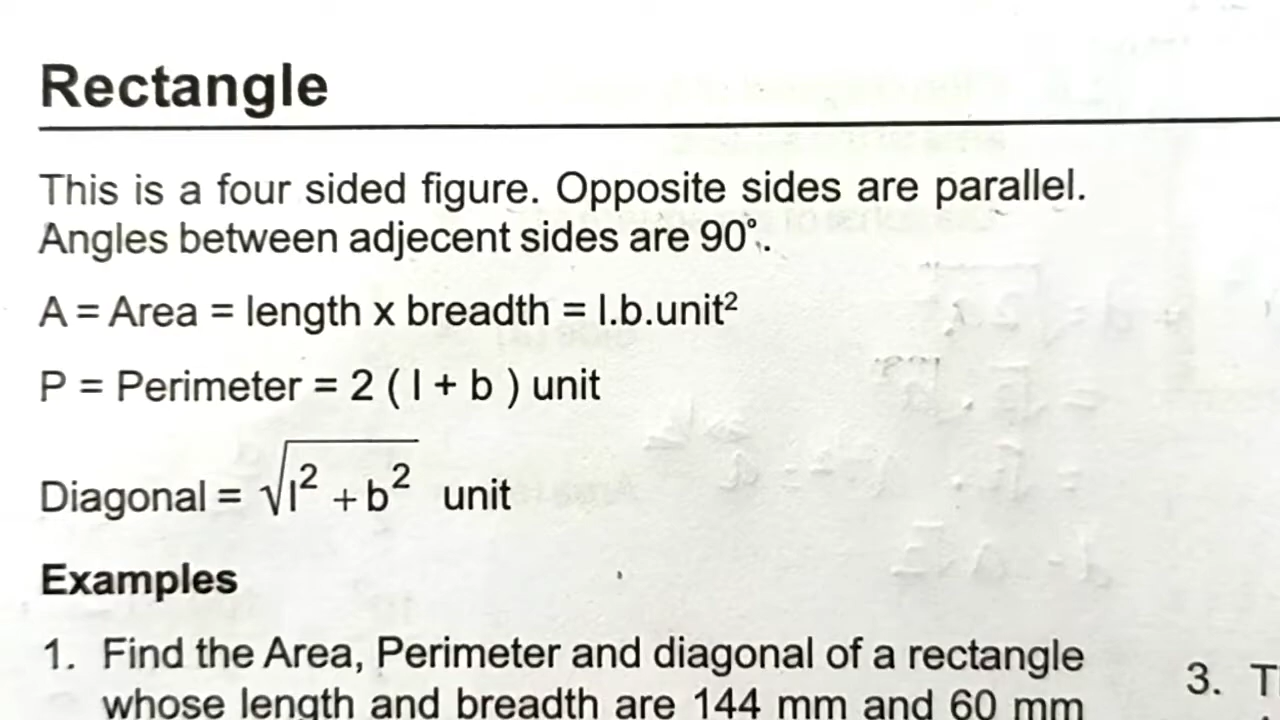 Rectangle
This is a four sided figure. Opposite sides are parallel.
Angles between adjecent sides are 90°.
A = Area = length x breadth = l.b.unit²
P = Perimeter = 2 ( l + b ) unit
Diagonal = √l² + b² unit
Examples
1. Find the Area, Perimeter and diagonal of a rectangle
whose length and breadth are 144 mm and 60 mm
3.